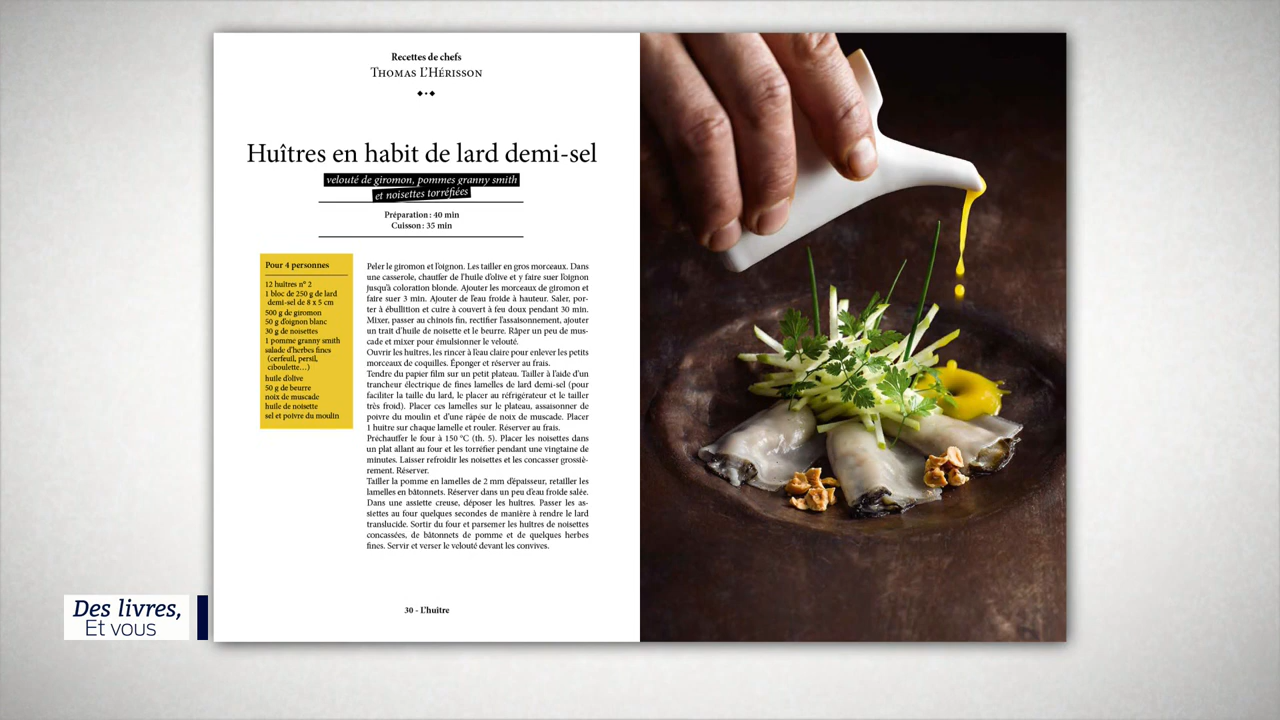 Recettes de chefs
Thomas L'Hérisson
Huîtres en habit de lard demi-sel
velouté de giromon, pommes granny smith
et noisettes torréfiées
Préparation : 40 min
Cuisson : 35 min
Pour 4 personnes
12 huîtres n° 2
1 bloc de 250 g de lard
demi-sel de 8 x 5 cm
500 g de giromon
50 g d'oignon blanc
30 g de noisettes
1 pomme granny smith
salade d'herbes fines
(cerfeuil, persil,
ciboulette…)
huile d'olive
50 g de beurre
noix de muscade
huile de noisette
sel et poivre du moulin
Peler le giromon et l'oignon. Les tailler en gros morceaux. Dans
une casserole, chauffer de l'huile d'olive et y faire suer l'oignon
jusqu'à coloration blonde. Ajouter les morceaux de giromon et
faire suer 3 min. Ajouter de l'eau froide à hauteur. Saler, por-
ter à ébullition et cuire à couvert à feu doux pendant 30 min.
Mixer, passer au chinois fin, rectifier l'assaisonnement, ajouter
un trait d'huile de noisette et le beurre. Râper un peu de mus-
cade et mixer pour émulsionner le velouté.
Ouvrir les huîtres, les rincer à l'eau claire pour enlever les petits
morceaux de coquilles. Éponger et réserver au frais.
Tendre du papier film sur un petit plateau. Tailler à l'aide d'un
trancheur électrique de fines lamelles de lard demi-sel (pour
faciliter la taille du lard, le placer au réfrigérateur et le tailler
très froid). Placer ces lamelles sur le plateau, assaisonner de
poivre du moulin et d'une râpée de noix de muscade. Placer
1 huître sur chaque lamelle et rouler. Réserver au frais.
Préchauffer le four à 150 °C (th. 5). Placer les noisettes dans
un plat allant au four et les torréfier pendant une vingtaine de
minutes. Laisser refroidir les noisettes et les concasser grossiè-
rement. Réserver.
Tailler la pomme en lamelles de 2 mm d'épaisseur, retailler les
lamelles en bâtonnets. Réserver dans un peu d'eau froide salée.
Dans une assiette creuse, déposer les huîtres. Passer les as-
siettes au four quelques secondes de manière à rendre le lard
translucide. Sortir du four et parsemer les huîtres de noisettes
concassées, de bâtonnets de pomme et de quelques herbes
fines. Servir et verser le velouté devant les convives.
30 - L'huître
Des livres,
Et vous